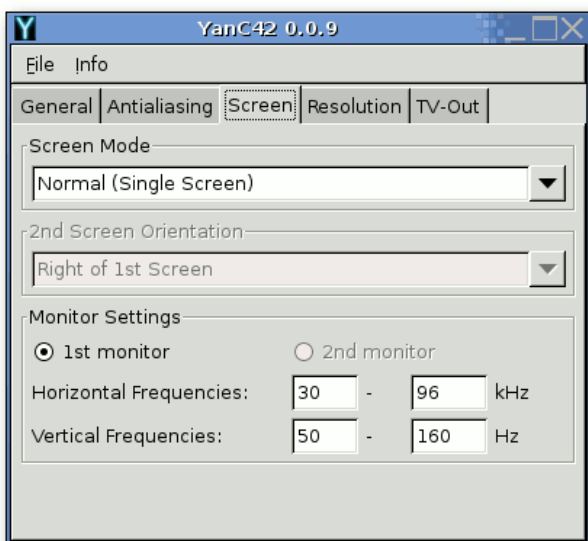 Y YanC42 0.0.9
File Info
General Antialiasing Screen Resolution TV-Out
Screen Mode
Normal (Single Screen)
2nd Screen Orientation
Right of 1st Screen
Monitor Settings
1st monitor 2nd monitor
Horizontal Frequencies: 30 - 96 kHz
Vertical Frequencies: 50 - 160 Hz